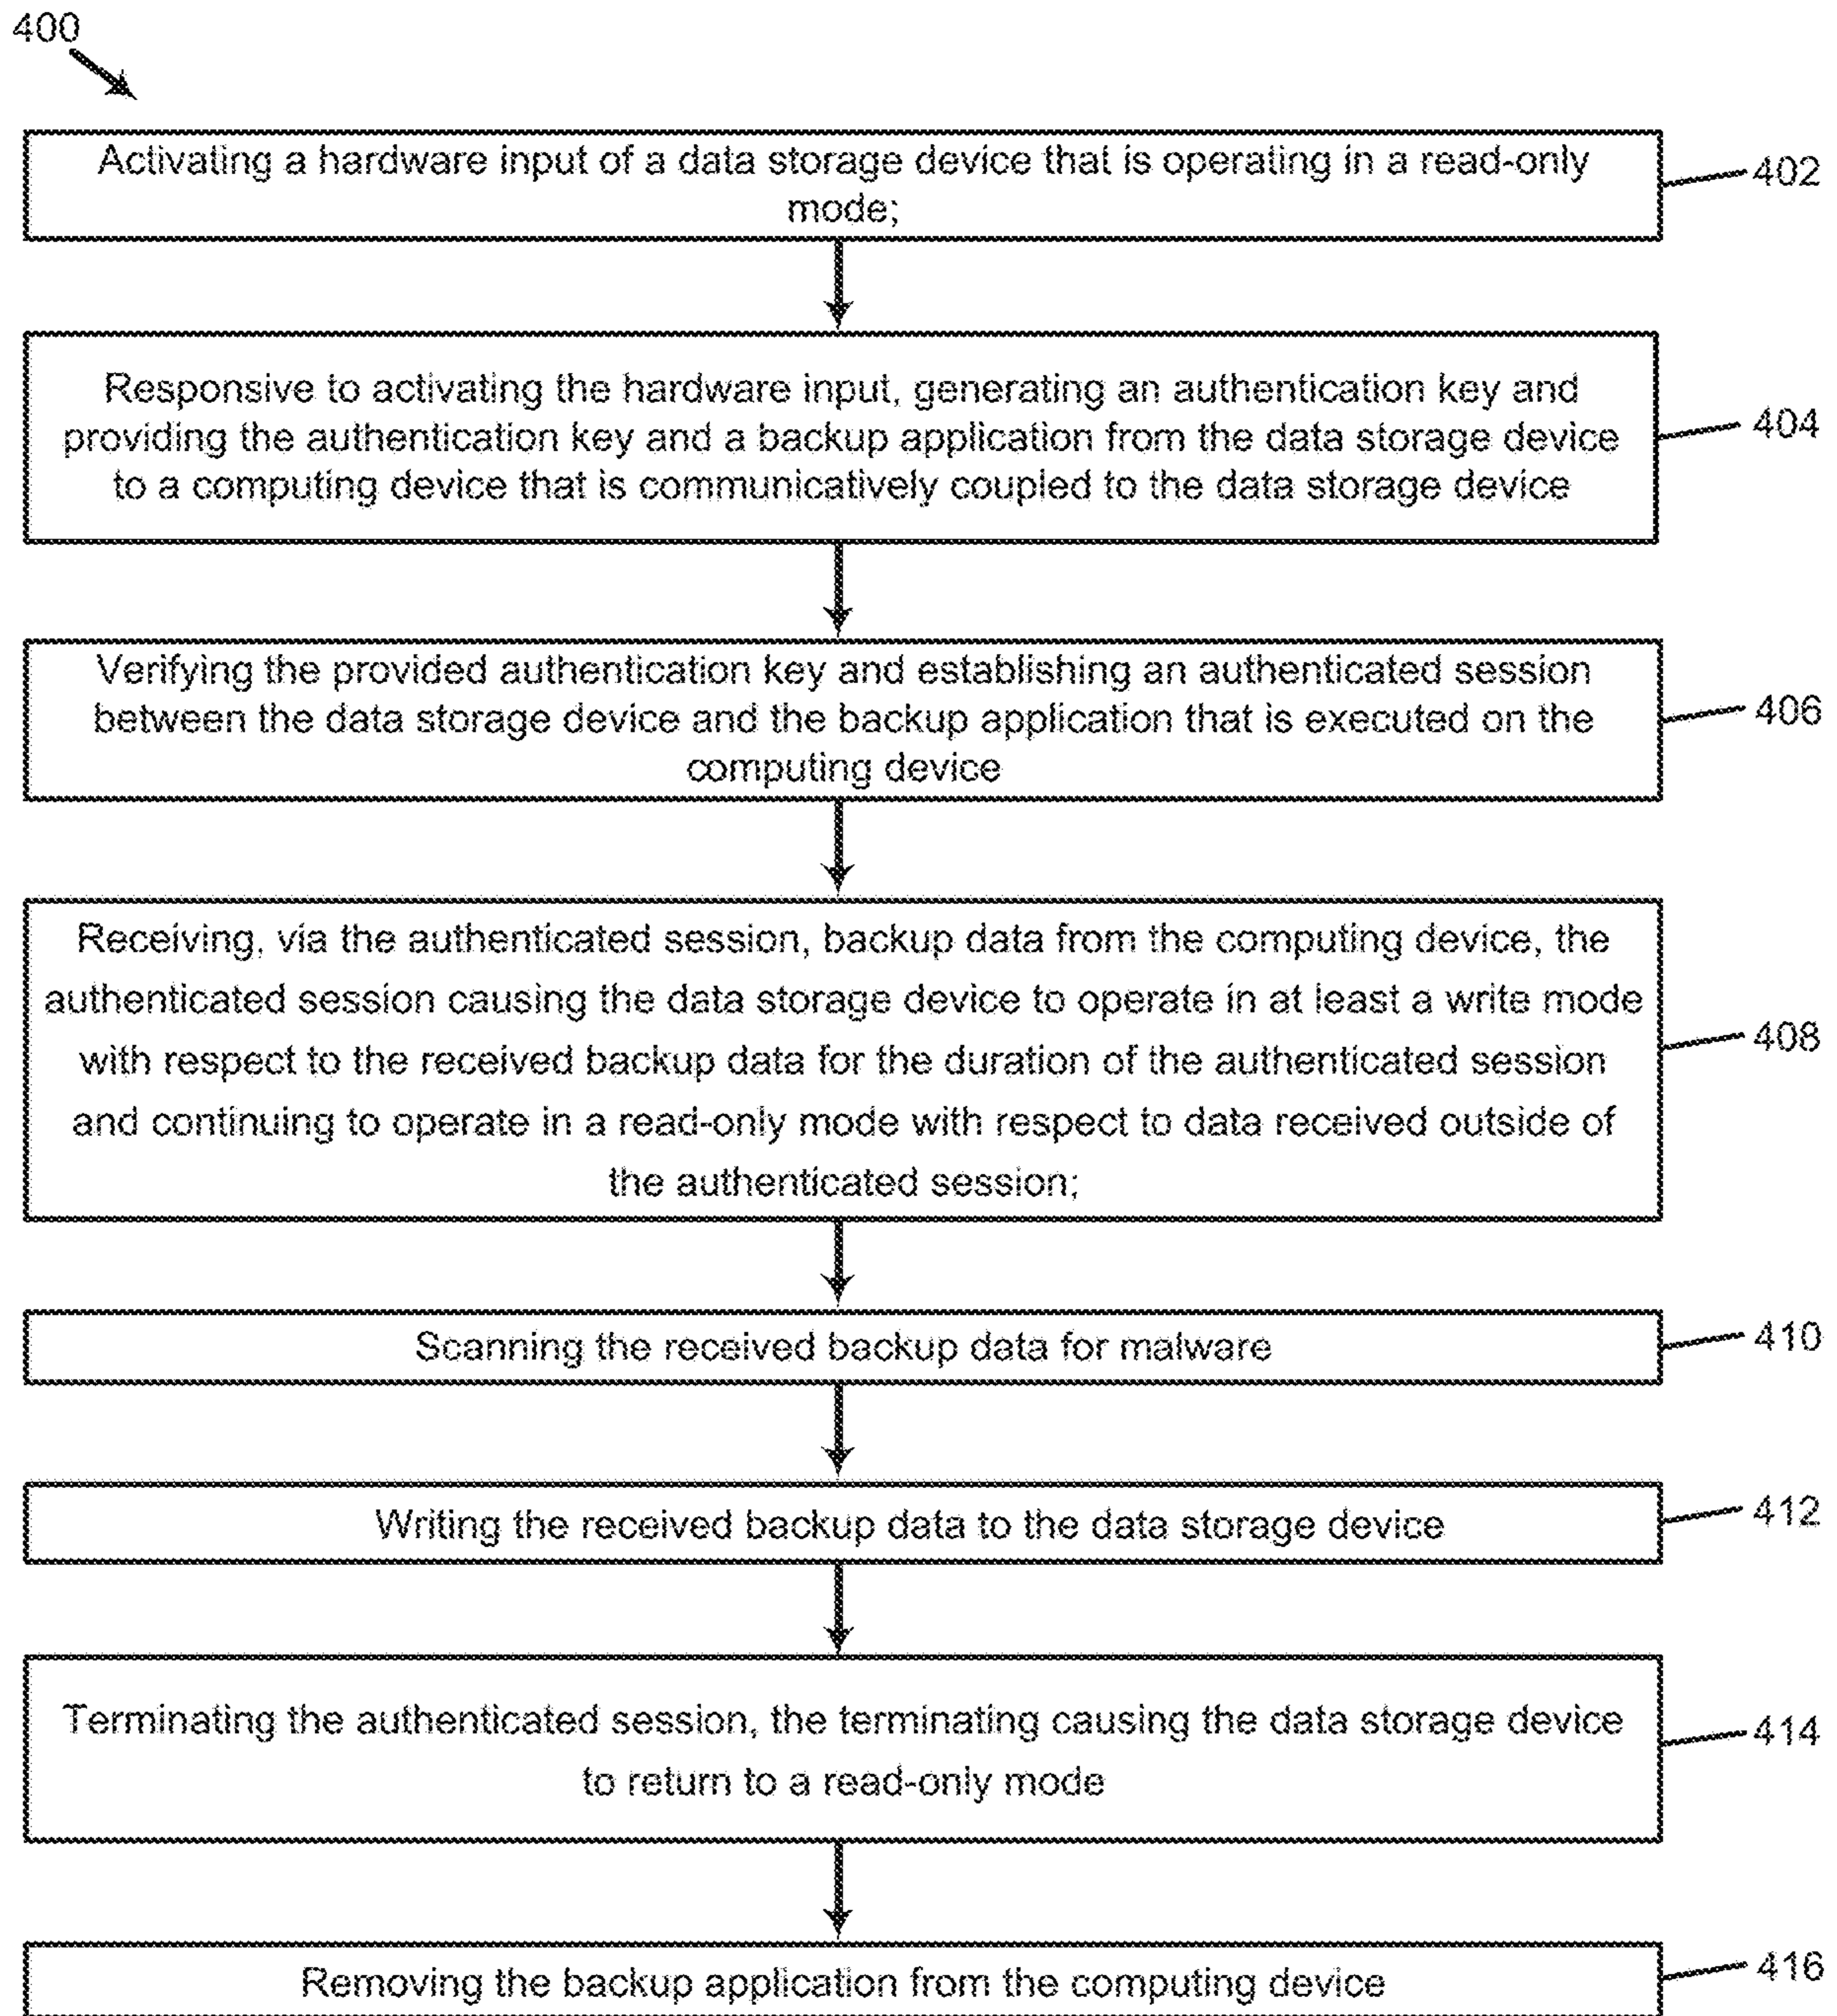 400
Activating a hardware input of a data storage device that is operating in a read-only
mode;
402
Responsive to activating the hardware input, generating an authentication key and
providing the authentication key and a backup application from the data storage device
to a computing device that is communicatively coupled to the data storage device
404
Verifying the provided authentication key and establishing an authenticated session
between the data storage device and the backup application that is executed on the
computing device
406
Receiving, via the authenticated session, backup data from the computing device, the
authenticated session causing the data storage device to operate in at least a write mode
with respect to the received backup data for the duration of the authenticated session
and continuing to operate in a read-only mode with respect to data received outside of
the authenticated session;
408
Scanning the received backup data for malware
410
Writing the received backup data to the data storage device
412
Terminating the authenticated session, the terminating causing the data storage device
to return to a read-only mode
414
Removing the backup application from the computing device
416